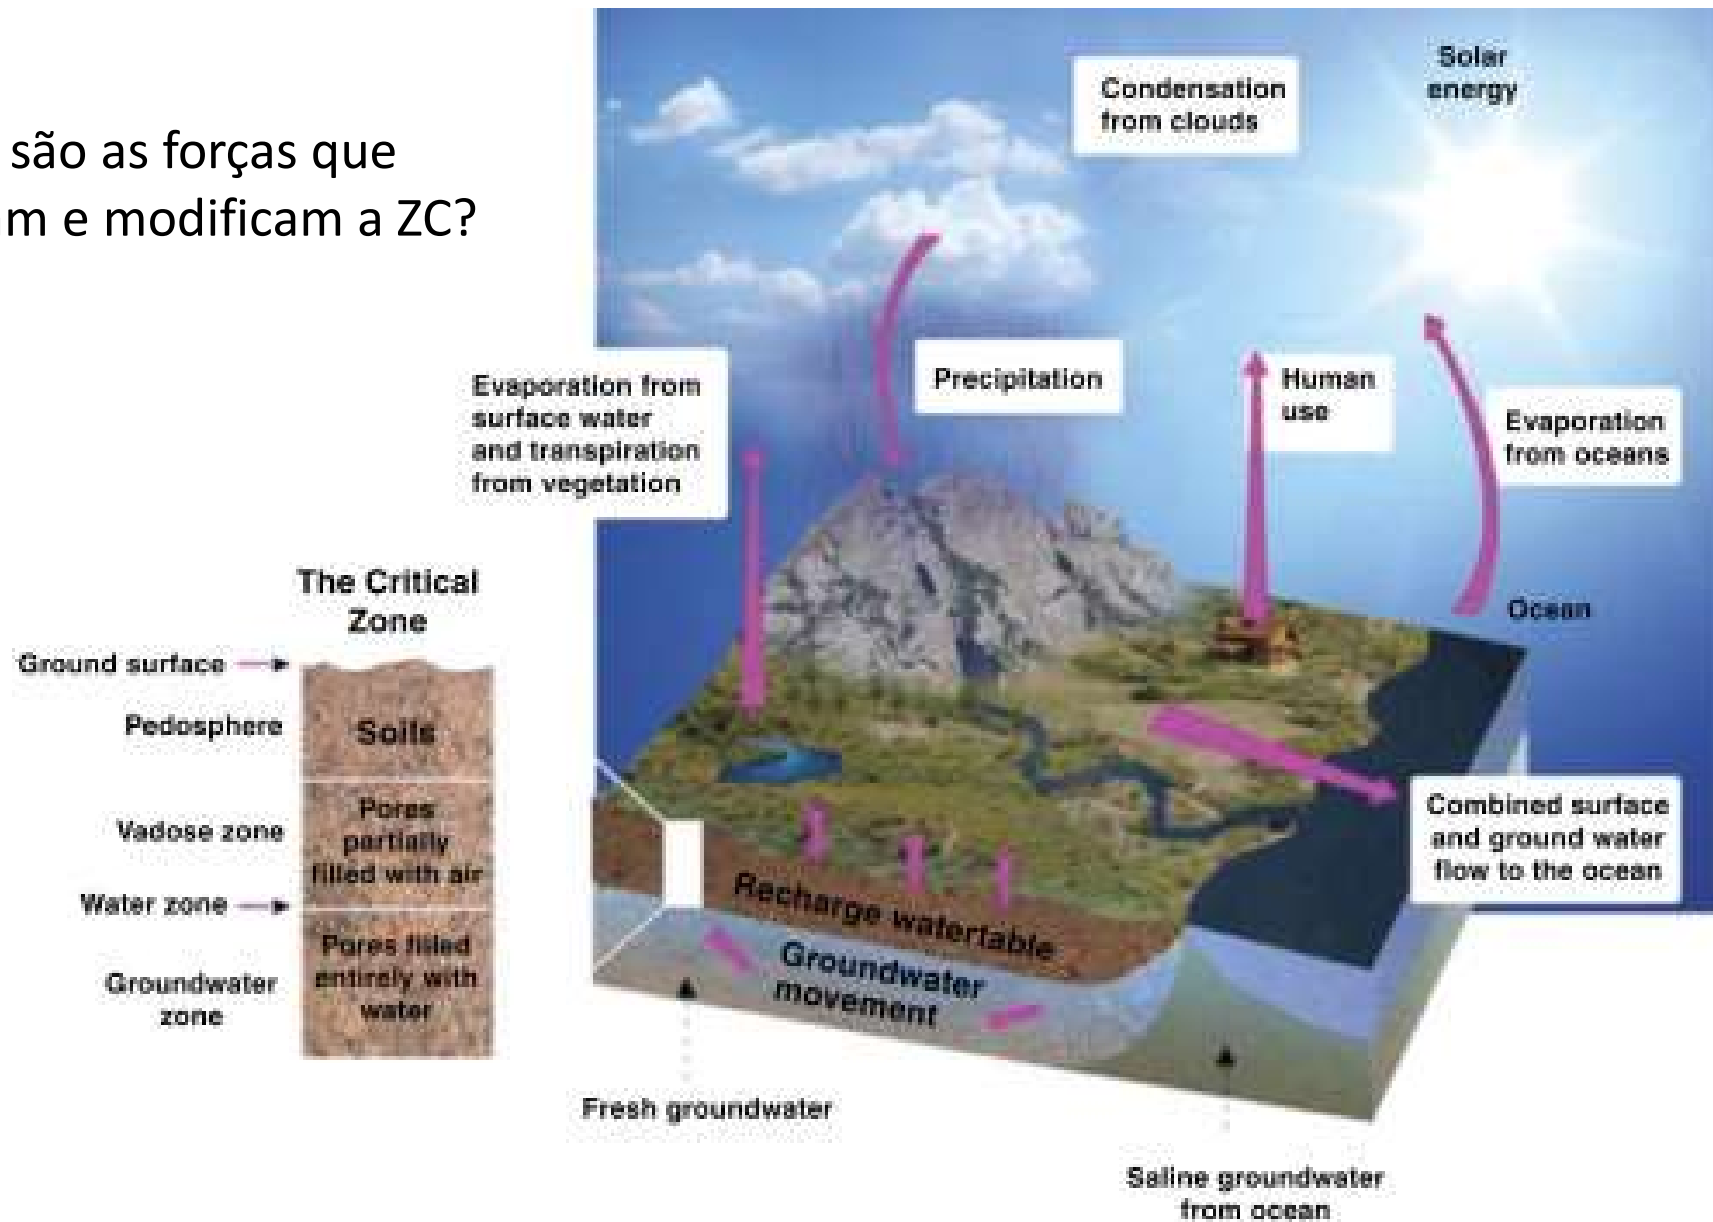 são as forças que
m e modificam a ZC?
Solar
energy
Condensation
from clouds
Evaporation from
surface water
and transpiration
from vegetation
Precipitation
Human
use
Evaporation
from oceans
Ocean
The Critical
Zone
Ground surface
Pedosphere
Soils
Vadose zone
Pores
partially
filled with air
Water zone
Groundwater
zone
Pores filled
entirely with
water
Recharge watertable
Groundwater
movement
Combined surface
and ground water
flow to the ocean
Fresh groundwater
Saline groundwater
from ocean